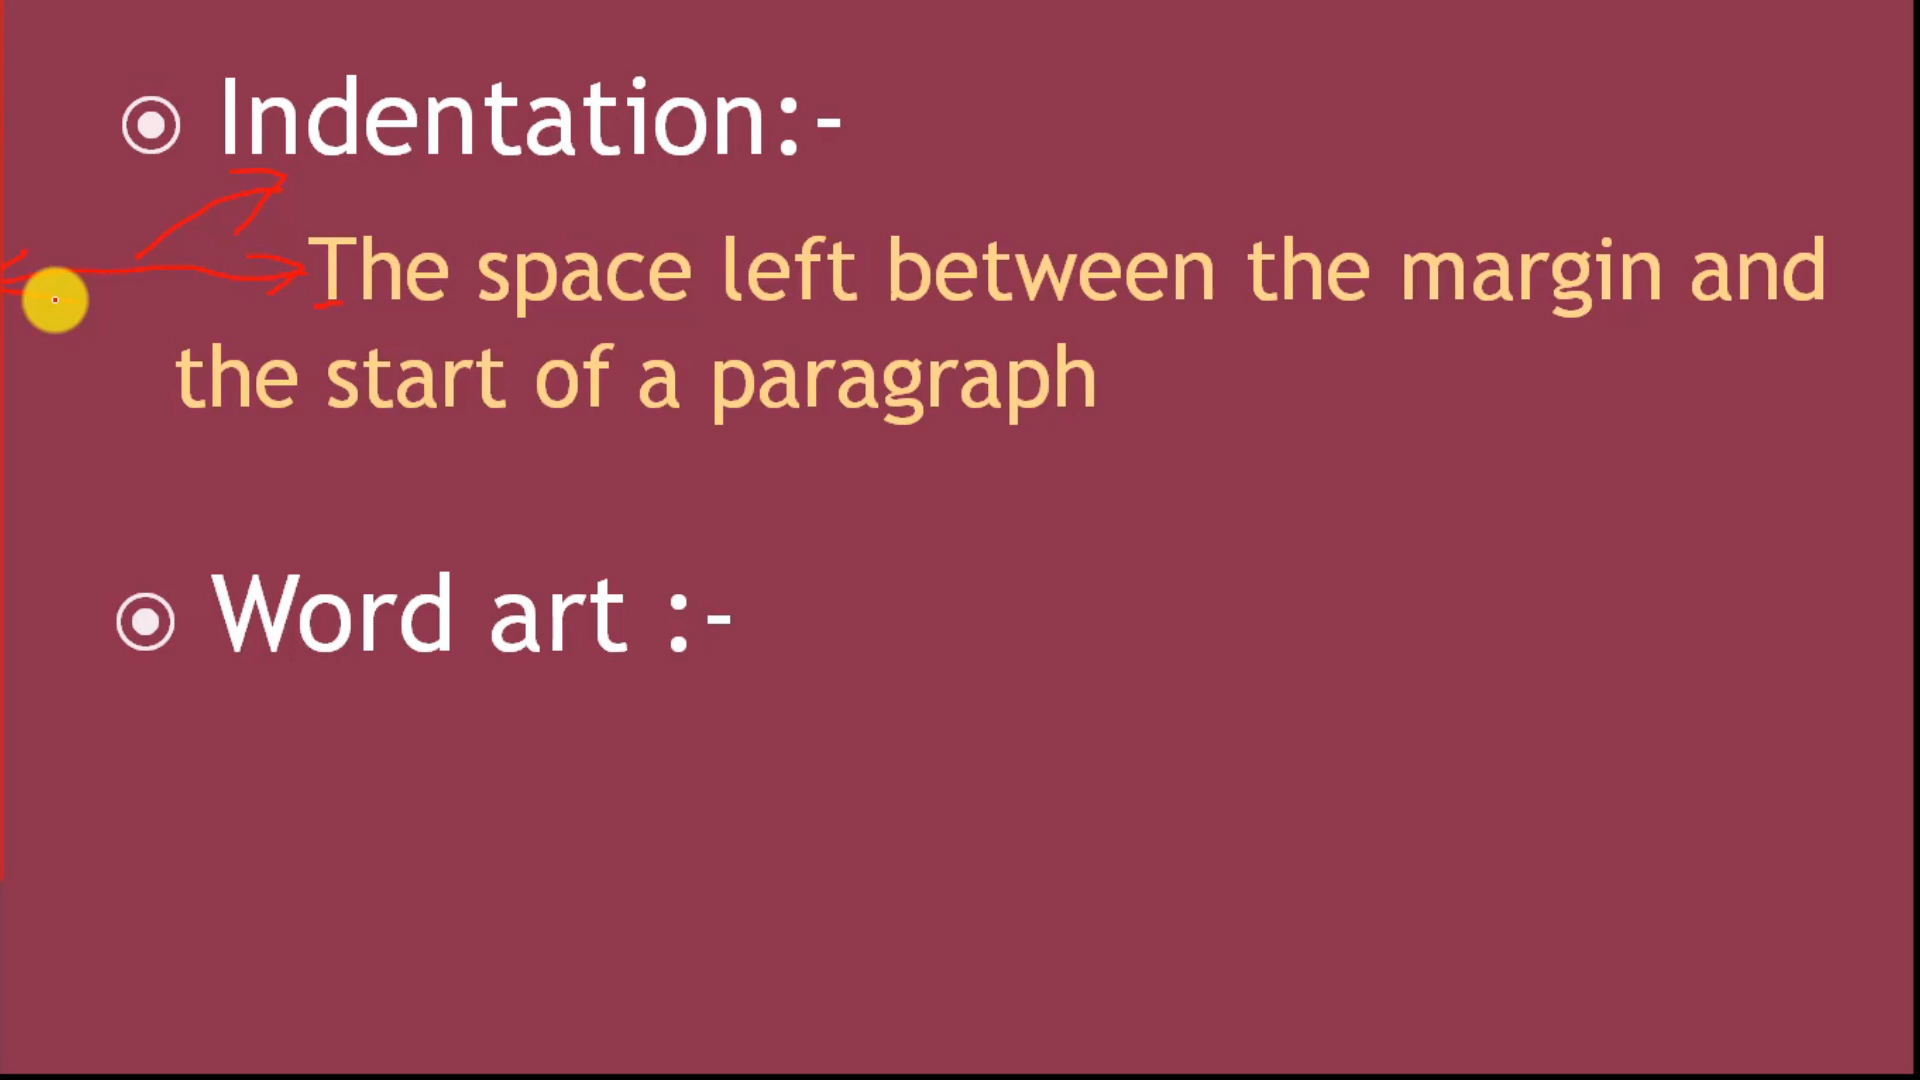 Indentation:-
The space left between the margin and
the start of a paragraph
Word art :-